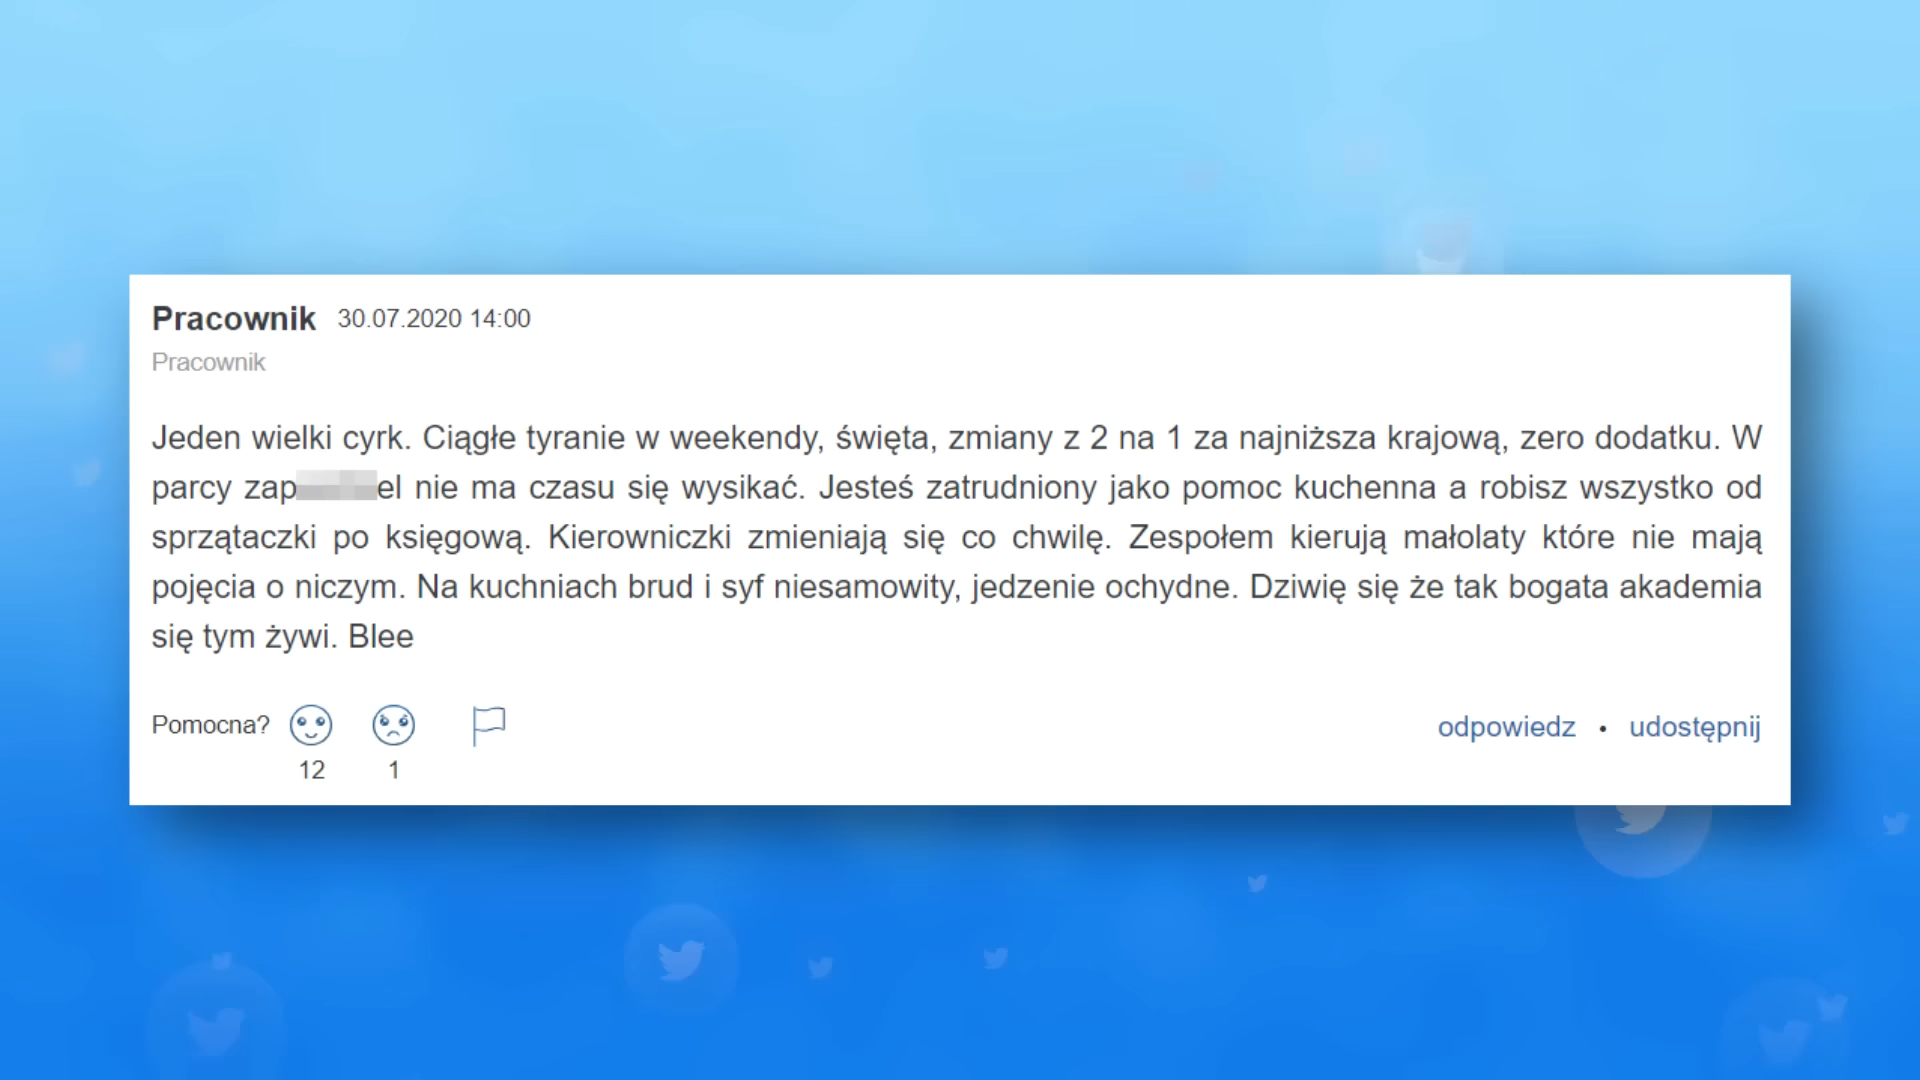 Pracownik 30.07.2020 14:00
Pracownik
Jeden wielki cyrk. Ciągłe tyranie w weekendy, święta, zmiany z 2 na 1 za najniższa krajową, zero dodatku. W
parcy zap el nie ma czasu się wysikać. Jesteś zatrudniony jako pomoc kuchenna a robisz wszystko od
sprzątaczki po księgową. Kierowniczki zmieniają się co chwilę. Zespołem kierują małolaty które nie mają
pojęcia o niczym. Na kuchniach brud i syf niesamowity, jedzenie ochydne. Dziwię się że tak bogata akademia
się tym żywi. Blee
Pomocna?
odpowiedz • udostępnij
12 1